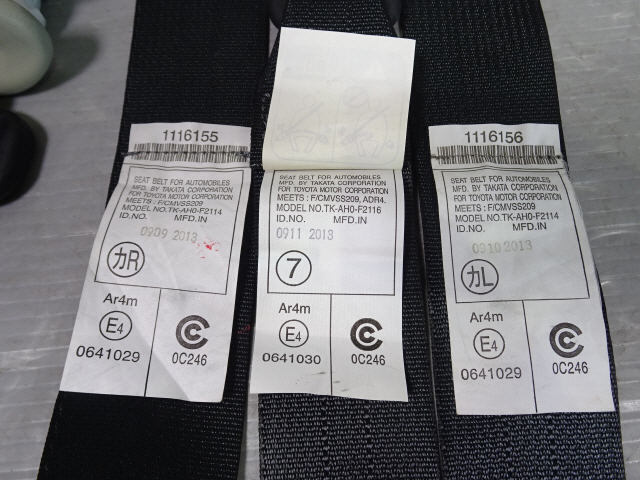 1116155
SEAT BELT FOR AUTOMOBILES
MFD. BY TAKATA CORPORATION
FOR TOYOTA MOTOR CORPORATION
MEETS : F/CMVSS209
MODEL NO.TK-AH0-F2114
ID.NO. MFD.IN
0909 2013
カR
Ar4m
E4
0641029
C
0C246
SEAT BELT FOR AUTOMOBILES
MFD. BY TAKATA CORPORATION
FOR TOYOTA MOTOR CORPORATION
MEETS : F/CMVSS209, ADR4.
MODEL NO.TK-AH0-F2116
ID.NO. MFD.IN
0911 2013
7
Ar4m
E4
0641030
C
0C246
1116156
SEAT BELT FOR AUTOMOBILES
MFD. BY TAKATA CORPORATION
FOR TOYOTA MOTOR CORPORATION
MEETS : F/CMVSS209
MODEL NO.TK-AH0-F2114
ID.NO. MFD.IN
0910 2013
カL
Ar4m
E4
0641029
C
0C246